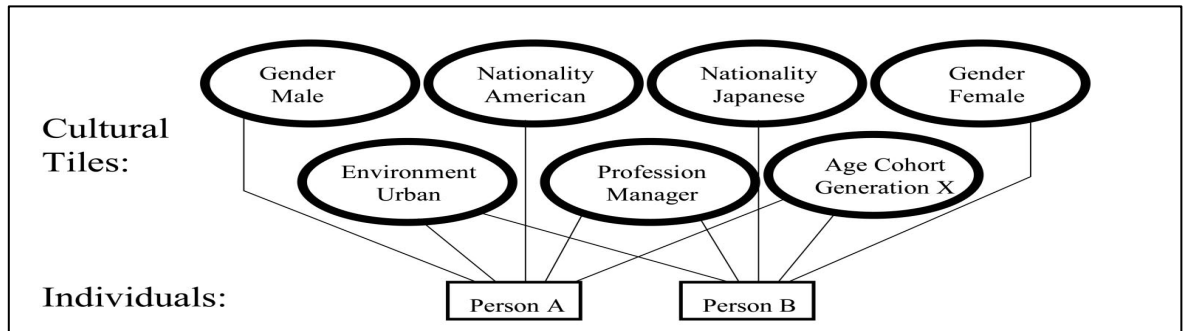 Gender
Male
Nationality
American
Nationality
Japanese
Gender
Female
Cultural
Tiles:
Environment
Urban
Profession
Manager
Age Cohort
Generation X
Individuals:
Person A
Person B